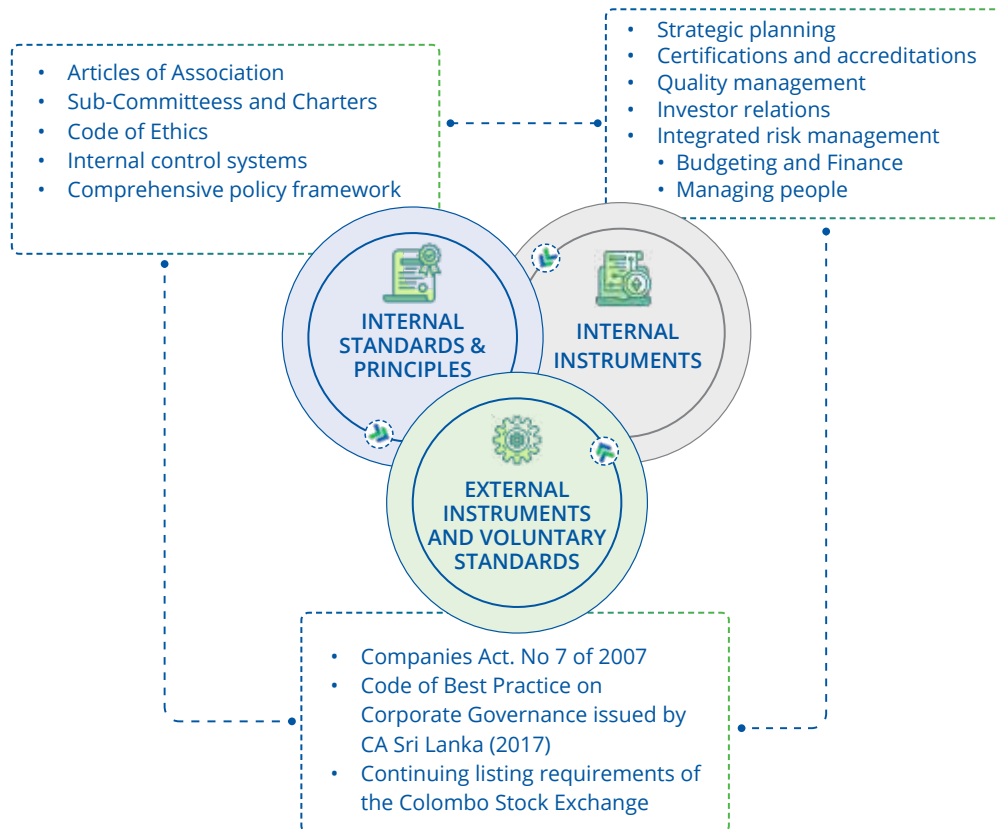 • Articles of Association
• Sub-Committeess and Charters
• Code of Ethics
• Internal control systems
• Comprehensive policy framework
• Strategic planning
• Certifications and accreditations
• Quality management
• Investor relations
• Integrated risk management
• Budgeting and Finance
• Managing people
INTERNAL
STANDARDS &
PRINCIPLES
INTERNAL
INSTRUMENTS
EXTERNAL
INSTRUMENTS
AND VOLUNTARY
STANDARDS
• Companies Act. No 7 of 2007
• Code of Best Practice on
Corporate Governance issued by
CA Sri Lanka (2017)
• Continuing listing requirements of
the Colombo Stock Exchange